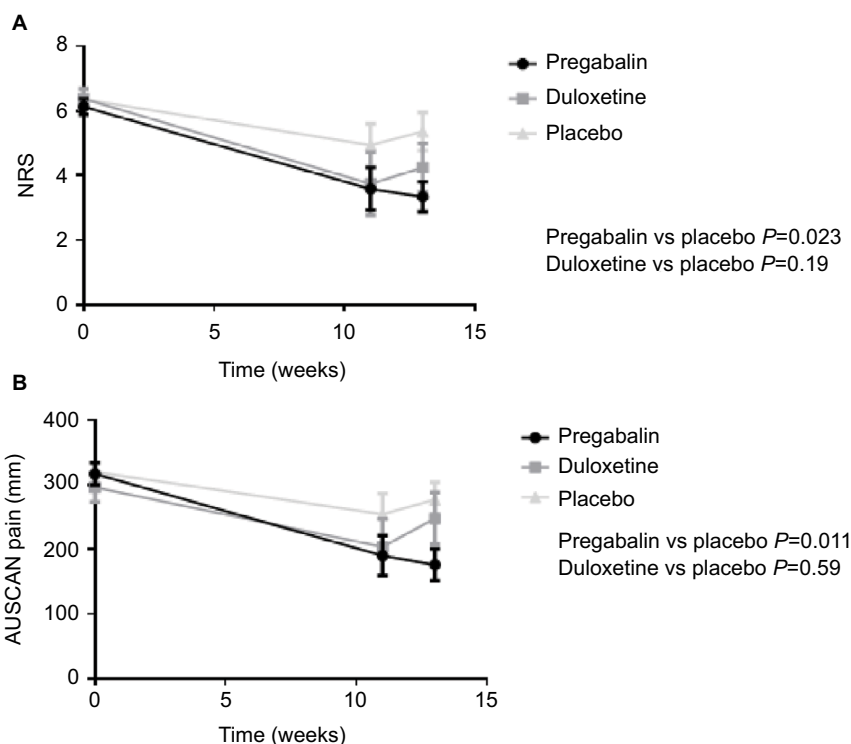 A
8
6
4
2
0
NRS
0 5 10 15
Time (weeks)
Pregabalin
Duloxetine
Placebo
Pregabalin vs placebo P=0.023
Duloxetine vs placebo P=0.19
B
400
300
200
100
0
AUSCAN pain (mm)
0 5 10 15
Time (weeks)
Pregabalin
Duloxetine
Placebo
Pregabalin vs placebo P=0.011
Duloxetine vs placebo P=0.59